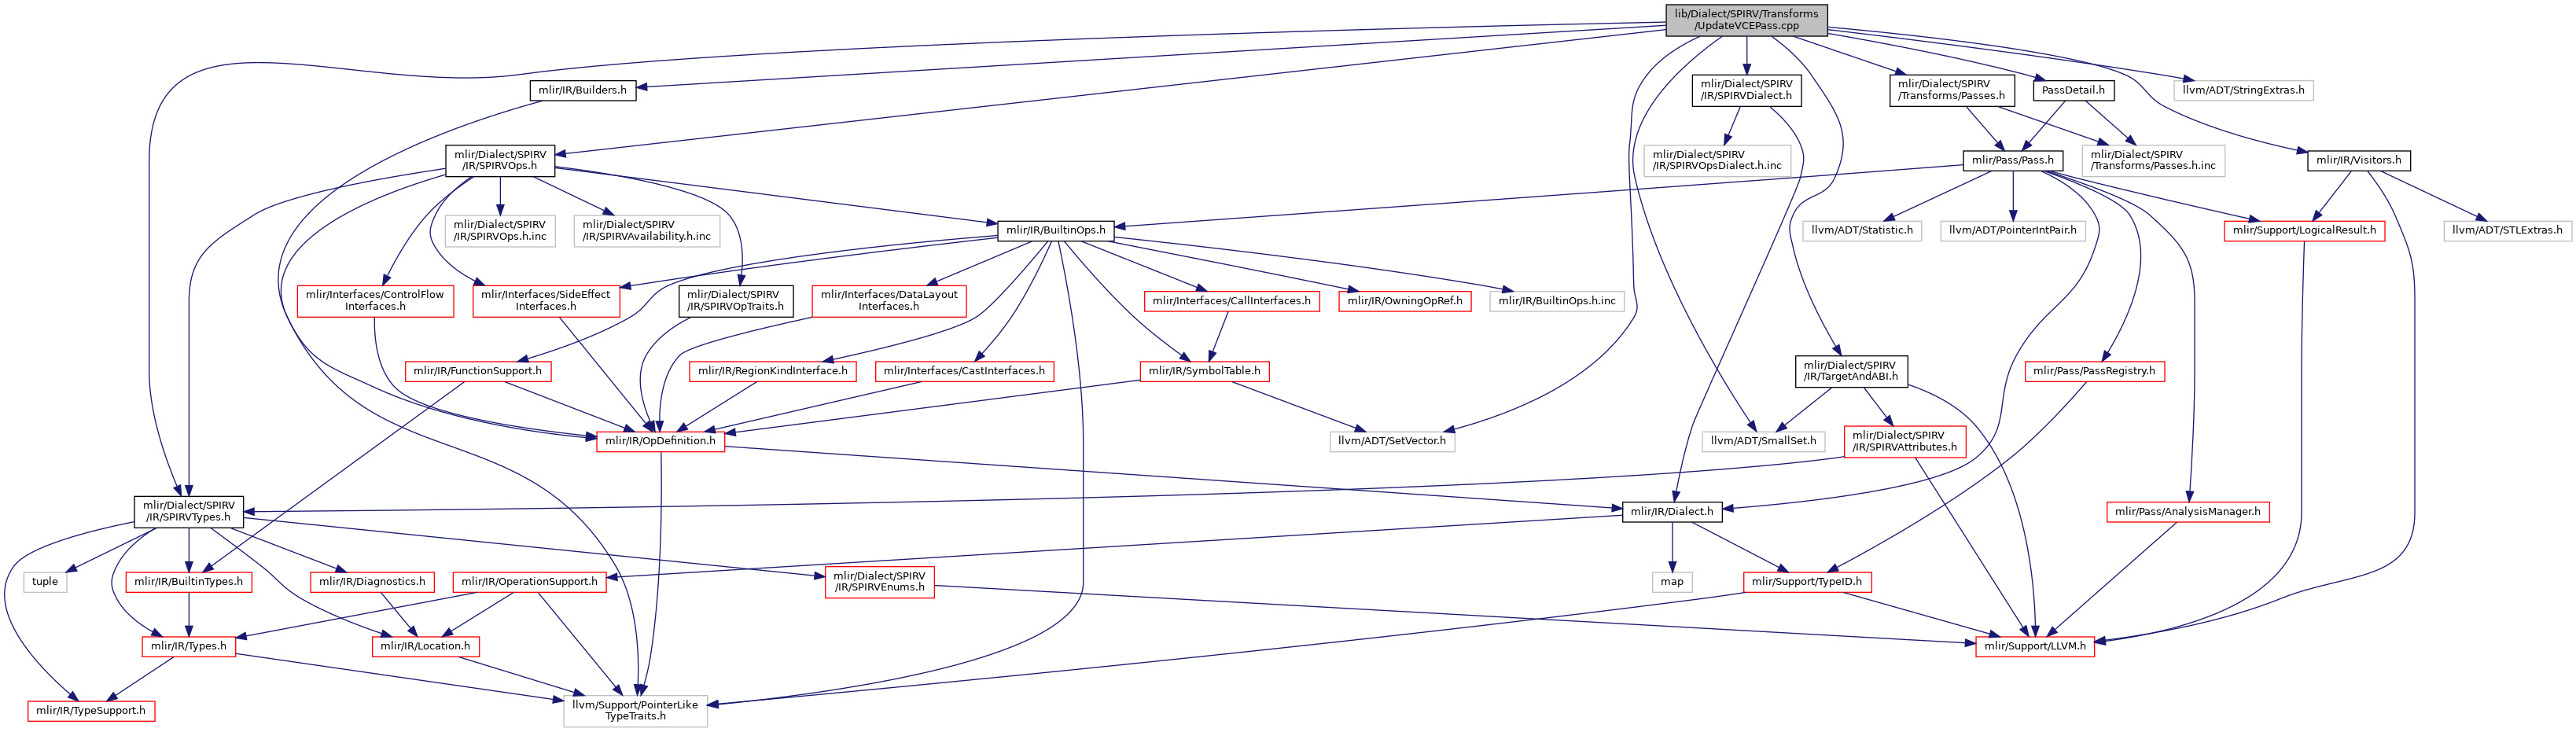 lib/Dialect/SPIRV/Transforms
/UpdateVCEPass.cpp
mlir/IR/Builders.h
mlir/Dialect/SPIRV
/IR/SPIRVDialect.h
mlir/Dialect/SPIRV
/Transforms/Passes.h
PassDetail.h
llvm/ADT/StringExtras.h
mlir/Dialect/SPIRV
/IR/SPIRVOps.h
mlir/Dialect/SPIRV
/IR/SPIRVOpsDialect.h.inc
mlir/Pass/Pass.h
mlir/Dialect/SPIRV
/Transforms/Passes.h.inc
mlir/IR/Visitors.h
mlir/Dialect/SPIRV
/IR/SPIRVOps.h.inc
mlir/Dialect/SPIRV
/IR/SPIRVAvailability.h.inc
mlir/IR/BuiltinOps.h
llvm/ADT/Statistic.h
llvm/ADT/PointerIntPair.h
mlir/Support/LogicalResult.h
llvm/ADT/STLExtras.h
mlir/Interfaces/ControlFlow
Interfaces.h
mlir/Interfaces/SideEffect
Interfaces.h
mlir/Dialect/SPIRV
/IR/SPIRVOpTraits.h
mlir/Interfaces/DataLayout
Interfaces.h
mlir/Interfaces/CallInterfaces.h
mlir/IR/OwningOpRef.h
mlir/IR/BuiltinOps.h.inc
mlir/IR/FunctionSupport.h
mlir/IR/RegionKindInterface.h
mlir/Interfaces/CastInterfaces.h
mlir/IR/SymbolTable.h
mlir/Dialect/SPIRV
/IR/TargetAndABI.h
mlir/Pass/PassRegistry.h
mlir/IR/OpDefinition.h
llvm/ADT/SetVector.h
llvm/ADT/SmallSet.h
mlir/Dialect/SPIRV
/IR/SPIRVAttributes.h
mlir/Dialect/SPIRV
/IR/SPIRVTypes.h
mlir/IR/Dialect.h
mlir/Pass/AnalysisManager.h
tuple
mlir/IR/BuiltinTypes.h
mlir/IR/Diagnostics.h
mlir/IR/OperationSupport.h
mlir/Dialect/SPIRV
/IR/SPIRVEnums.h
map
mlir/Support/TypeID.h
mlir/IR/Types.h
mlir/IR/Location.h
mlir/Support/LLVM.h
mlir/IR/TypeSupport.h
llvm/Support/PointerLike
TypeTraits.h